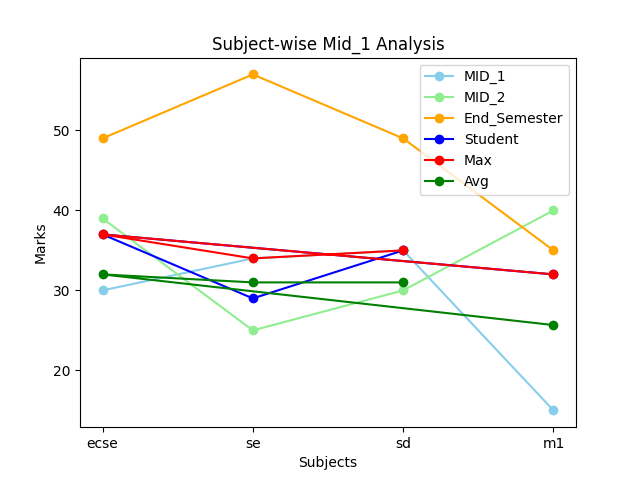 Subject-wise Mid_1 Analysis
MID_1
MID_2
End_Semester
Student
Max
Avg
50
40
30
20
Marks
ecse se sd m1
Subjects